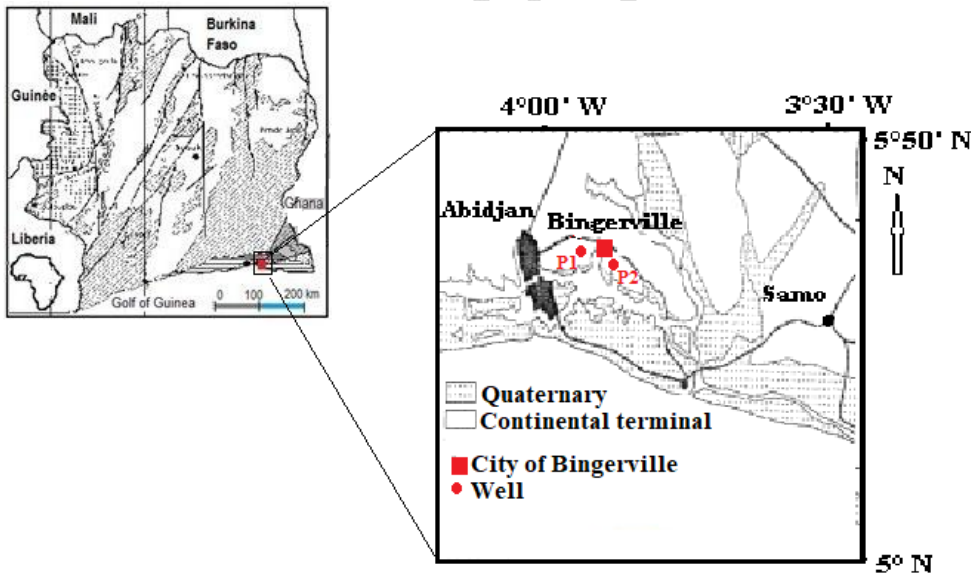 Mali
Burkina
Faso
Guinée
Ghana
Liberia
Golf of Guinea
0 100 200 km
4°00' W
3°30' W
5°50' N
N
Abidjan
Bingerville
P1
P2
Samo
Quaternary
Continental terminal
City of Bingerville
Well
5° N